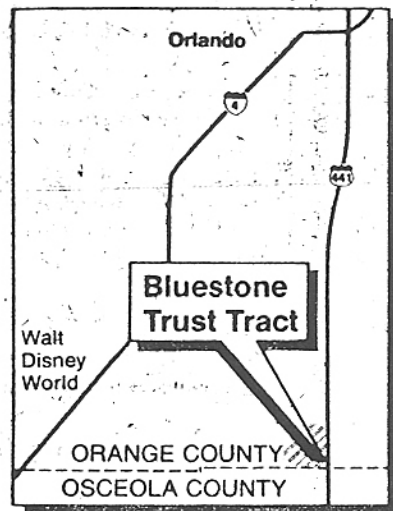 Orlando
4
441
Bluestone
Trust Tract
Walt
Disney
World
ORANGE COUNTY
OSCEOLA COUNTY